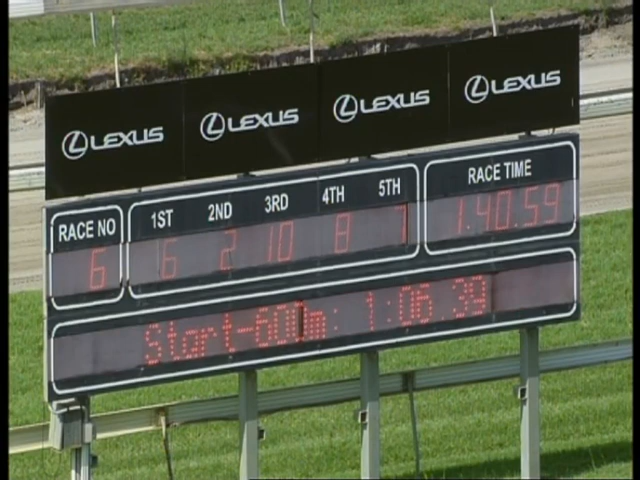 LEXUS LEXUS LEXUS LEXUS
RACE NO 1ST 2ND 3RD 4TH 5TH RACE TIME
6 6 2 10 8 7 1.40.59
Start-600m: 1:06.39